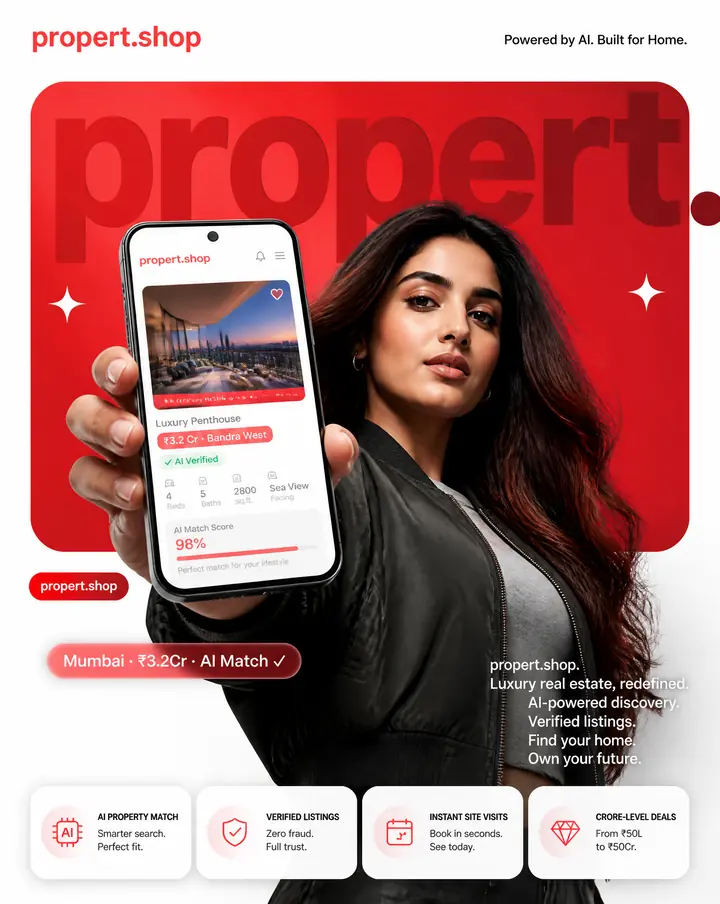 propert.shop
Powered by AI. Built for Home.
propert
propert.shop
Luxury Penthouse
₹3.2 Cr · Bandra West
✓ AI Verified
4 5 2800 Sea View
Beds Baths sq.ft. Facing
AI Match Score
98%
Perfect match for your lifestyle
propert.shop
Mumbai · ₹3.2Cr · AI Match ✓
propert.shop.
Luxury real estate, redefined.
AI-powered discovery.
Verified listings.
Find your home.
Own your future.
AI
AI PROPERTY MATCH
Smarter search.
Perfect fit.
VERIFIED LISTINGS
Zero fraud.
Full trust.
INSTANT SITE VISITS
Book in seconds.
See today.
CRORE-LEVEL DEALS
From ₹50L
to ₹50Cr.